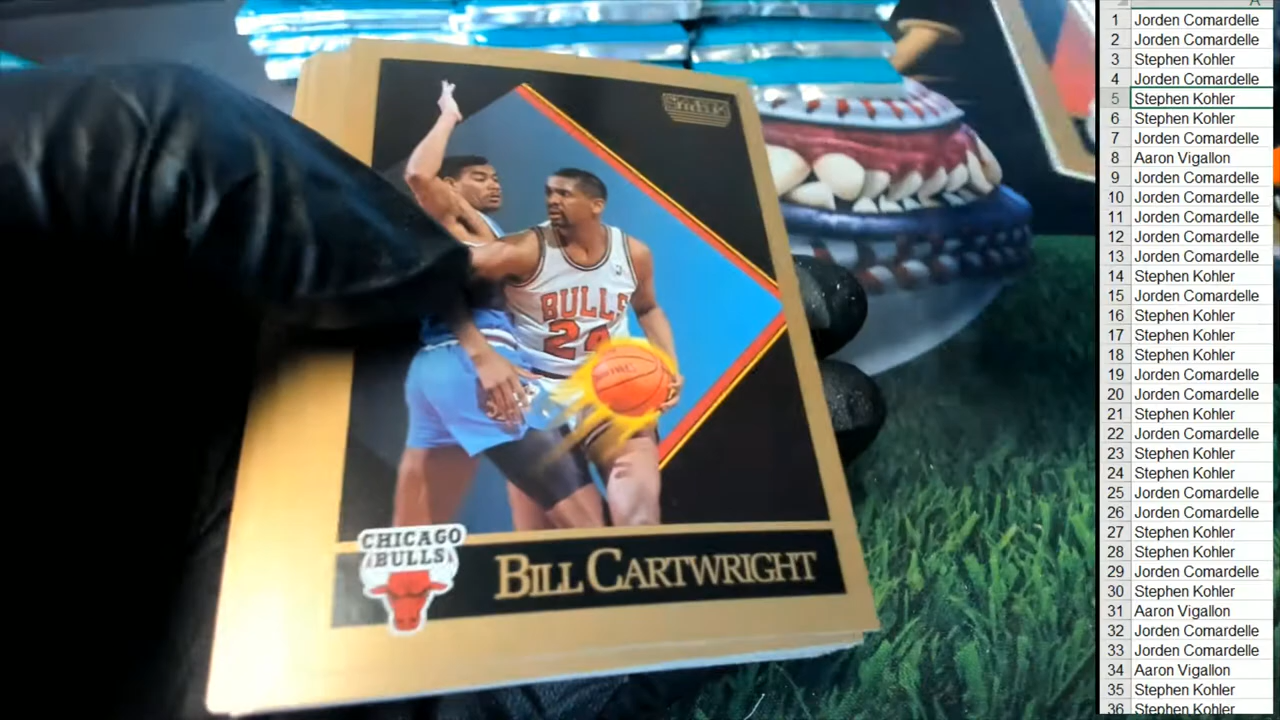 SkyBox
BULLS
24
CHICAGO
BULLS
BILL CARTWRIGHT
A
1 Jorden Comardelle
2 Jorden Comardelle
3 Stephen Kohler
4 Jorden Comardelle
5 Stephen Kohler
6 Stephen Kohler
7 Jorden Comardelle
8 Aaron Vigallon
9 Jorden Comardelle
10 Jorden Comardelle
11 Jorden Comardelle
12 Jorden Comardelle
13 Jorden Comardelle
14 Stephen Kohler
15 Jorden Comardelle
16 Stephen Kohler
17 Stephen Kohler
18 Stephen Kohler
19 Jorden Comardelle
20 Jorden Comardelle
21 Stephen Kohler
22 Jorden Comardelle
23 Stephen Kohler
24 Stephen Kohler
25 Jorden Comardelle
26 Jorden Comardelle
27 Stephen Kohler
28 Stephen Kohler
29 Jorden Comardelle
30 Stephen Kohler
31 Aaron Vigallon
32 Jorden Comardelle
33 Jorden Comardelle
34 Aaron Vigallon
35 Stephen Kohler
36 Stephen Kohler